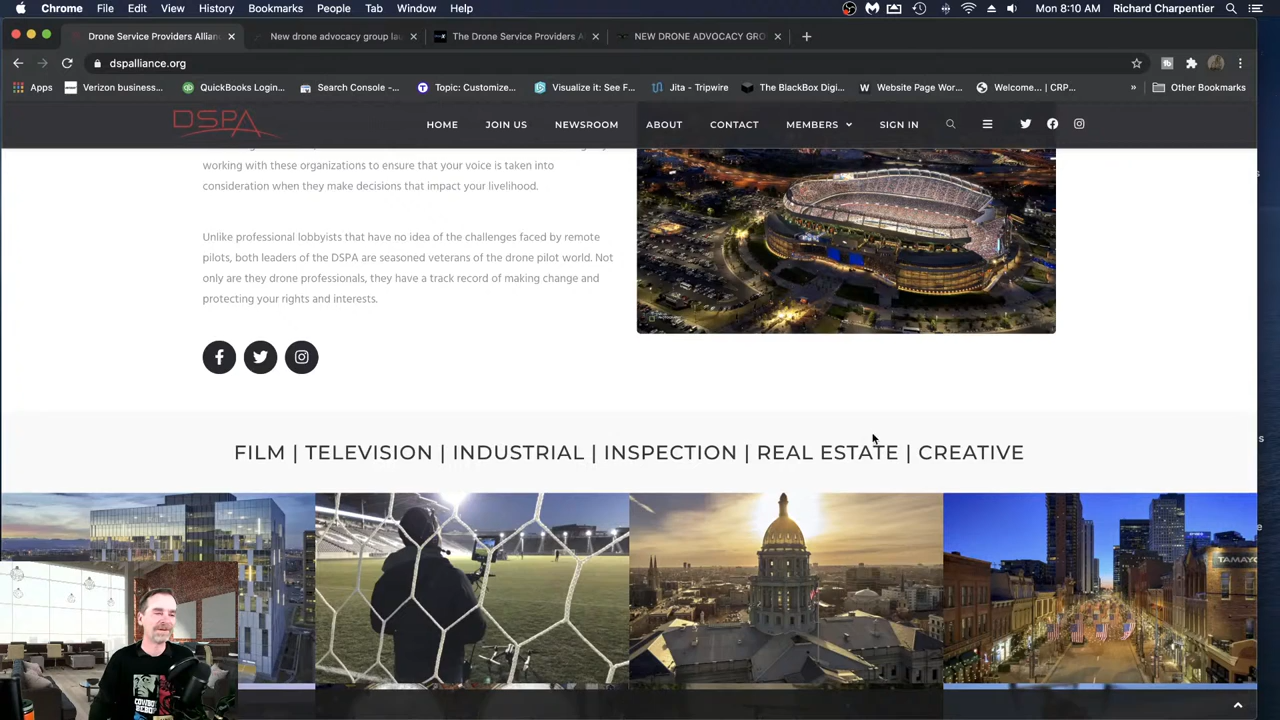 Chrome File Edit View History Bookmarks People Tab Window Help Mon 8:10 AM Richard Charpentier
Drone Service Providers Allian New drone advocacy group lau The Drone Service Providers A NEW DRONE ADVOCACY GRO
dspalliance.org
Apps Verizon business... QuickBooks Login... Search Console -... Topic: Customize... Visualize it: See F... Jita - Tripwire The BlackBox Digi... Website Page Wor... Welcome... | CRP... » Other Bookmarks
DSPA HOME JOIN US NEWSROOM ABOUT CONTACT MEMBERS SIGN IN
working with these organizations to ensure that your voice is taken into
consideration when they make decisions that impact your livelihood.
Unlike professional lobbyists that have no idea of the challenges faced by remote
pilots, both leaders of the DSPA are seasoned veterans of the drone pilot world. Not
only are they drone professionals, they have a track record of making change and
protecting your rights and interests.
FILM | TELEVISION | INDUSTRIAL | INSPECTION | REAL ESTATE | CREATIVE
TAMAYO
COWBOY
BEBOP